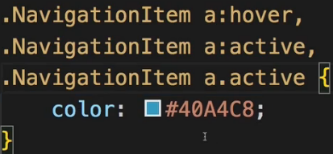 .NavigationItem a:hover,
.NavigationItem a:active,
.NavigationItem a.active {
    color: #40A4C8;
}